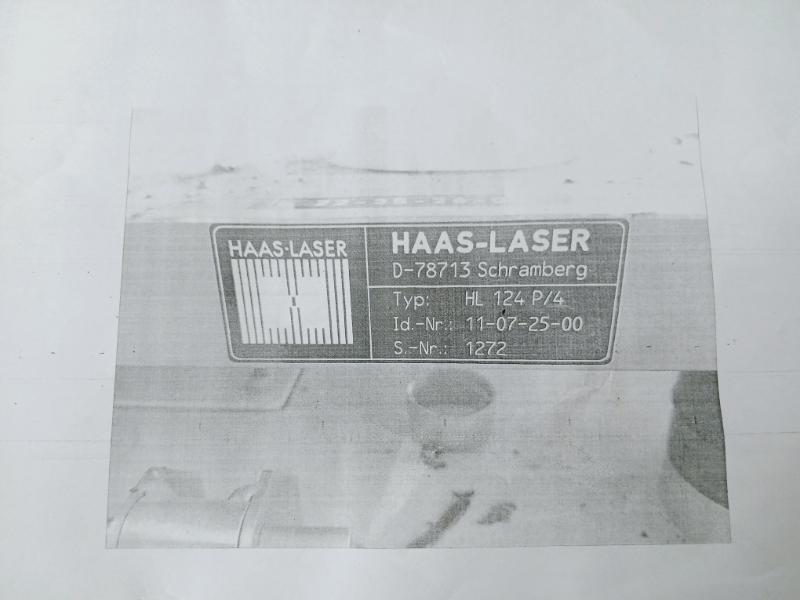 HAAS-LASER
HAAS-LASER
D-78713 Schramberg
Typ: HL 124 P/4
Id.-Nr.: 11-07-25-00
S.-Nr.: 1272